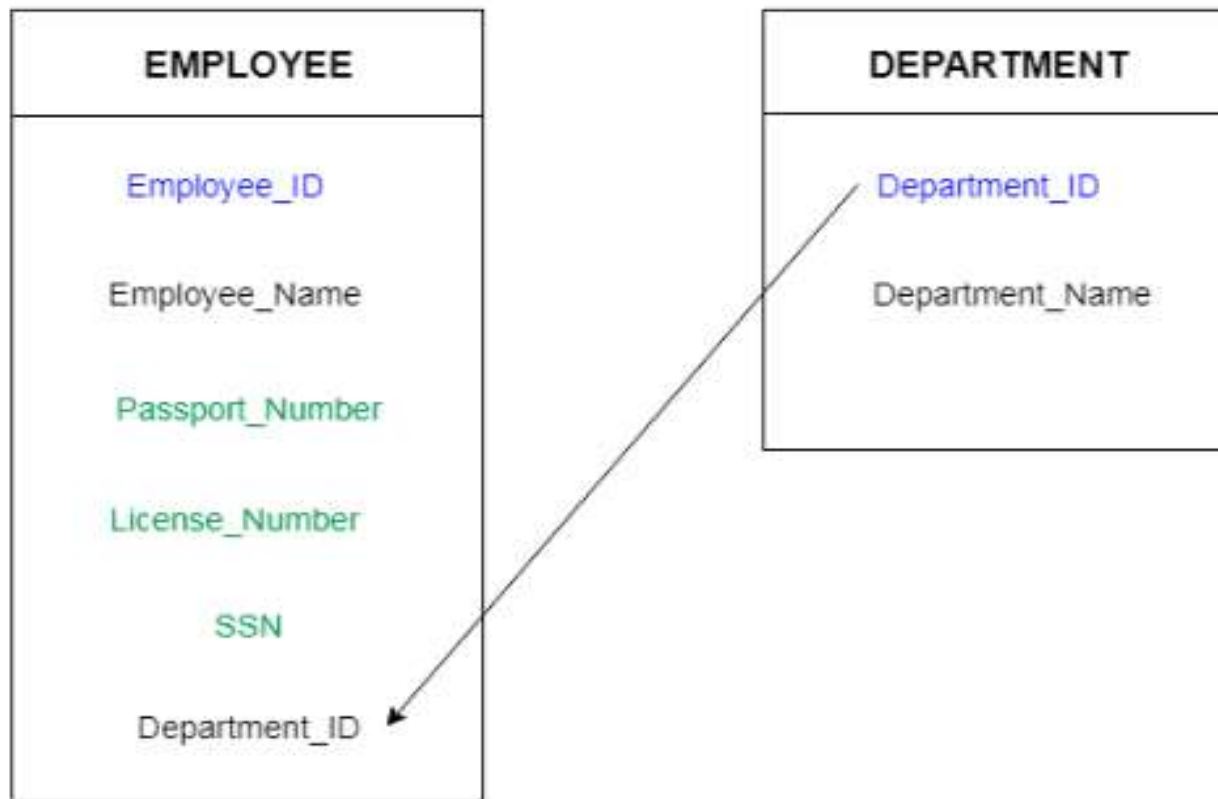 EMPLOYEE
Employee_ID
Employee_Name
Passport_Number
License_Number
SSN
Department_ID
DEPARTMENT
Department_ID
Department_Name